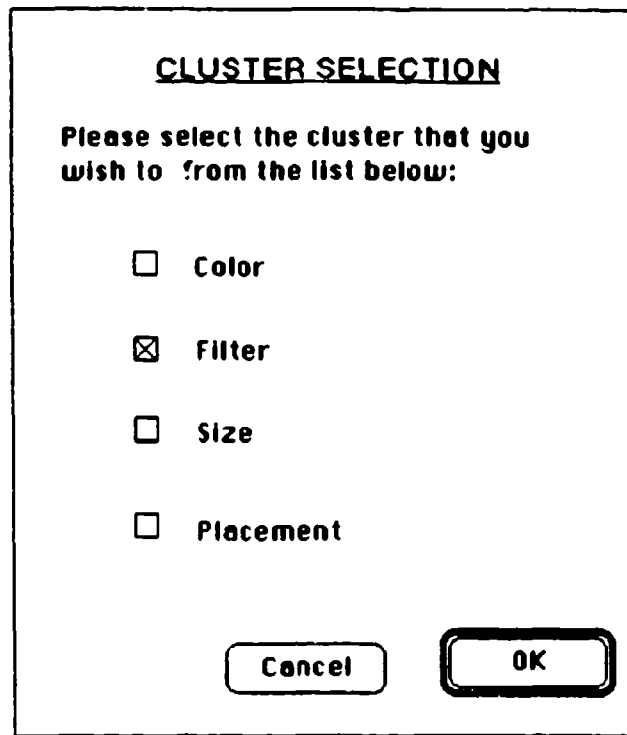 CLUSTER SELECTION
Please select the cluster that you
wish to from the list below:
Color
Filter
Size
Placement
Cancel
OK